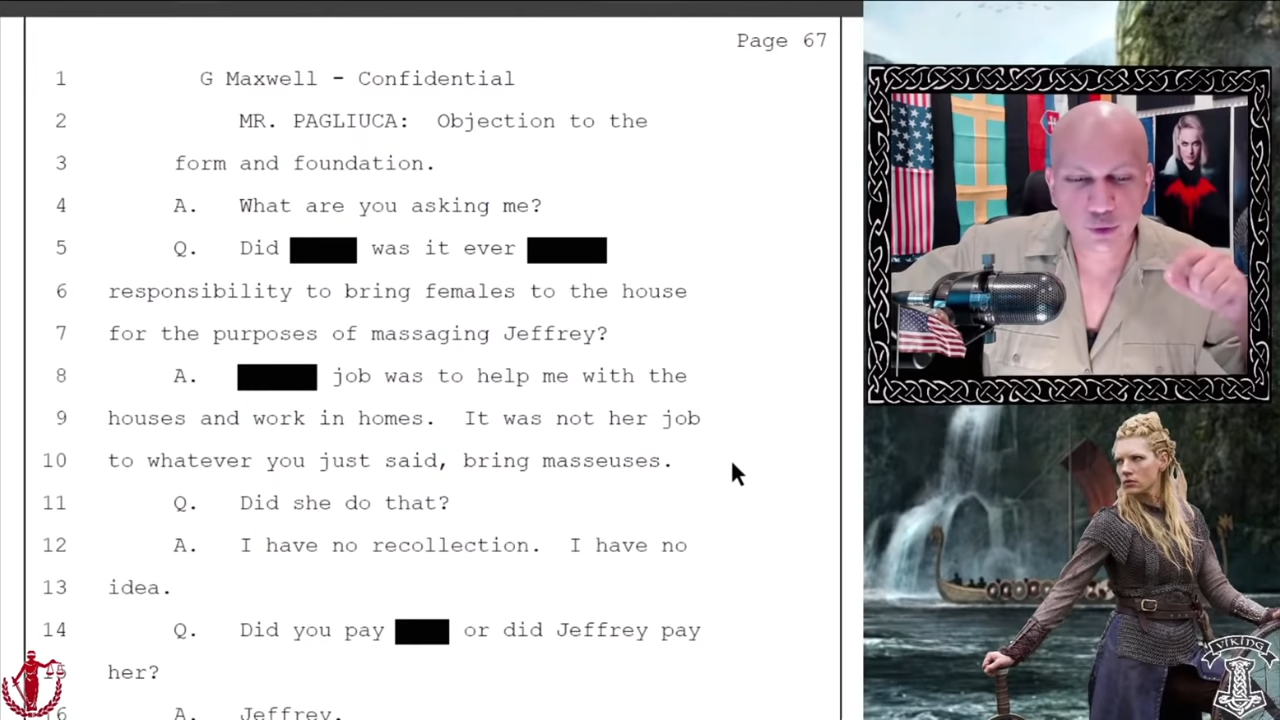 Page 67
1 G Maxwell - Confidential
2 MR. PAGLIUCA: Objection to the
3 form and foundation.
4 A. What are you asking me?
5 Q. Did was it ever
6 responsibility to bring females to the house
7 for the purposes of massaging Jeffrey?
8 A. job was to help me with the
9 houses and work in homes. It was not her job
10 to whatever you just said, bring masseuses.
11 Q. Did she do that?
12 A. I have no recollection. I have no
13 idea.
14 Q. Did you pay or did Jeffrey pay
15 her?
16 A. Jeffrey.
VIKING